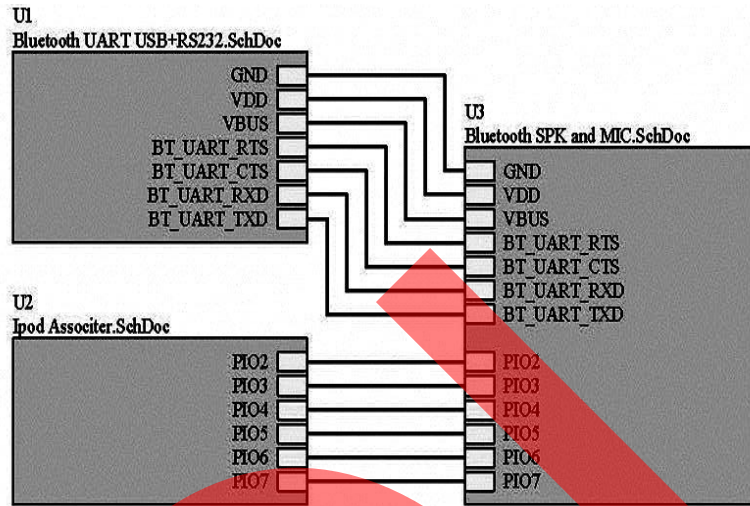 U1
Bluetooth UART USB+RS232.SchDoc
GND
VDD
VBUS
BT_UART_RTS
BT_UART_CTS
BT_UART_RXD
BT_UART_TXD
U2
Ipod Associter.SchDoc
PIO2
PIO3
PIO4
PIO5
PIO6
PIO7
U3
Bluetooth SPK and MIC.SchDoc
GND
VDD
VBUS
BT_UART_RTS
BT_UART_CTS
BT_UART_RXD
BT_UART_TXD
PIO2
PIO3
PIO4
PIO5
PIO6
PIO7